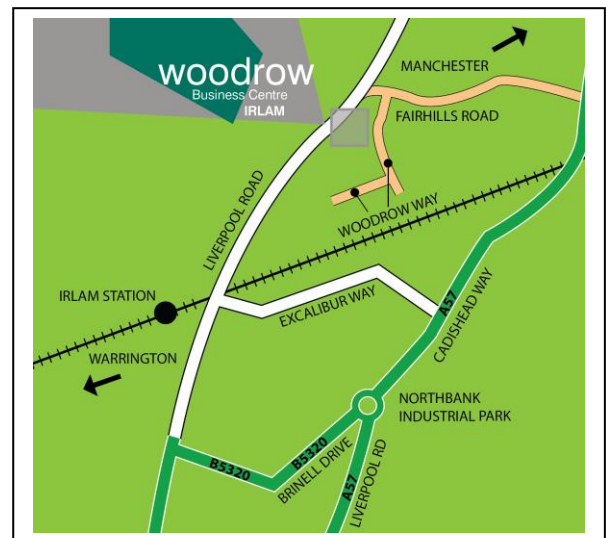 woodrow
Business Centre
IRLAM
MANCHESTER
FAIRHILLS ROAD
LIVERPOOL ROAD
WOODROW WAY
IRLAM STATION
EXCALIBUR WAY
A57
CADISHEAD WAY
WARRINGTON
NORTHBANK
INDUSTRIAL PARK
B5320
B5320
BRINELL DRIVE
A57
LIVERPOOL RD